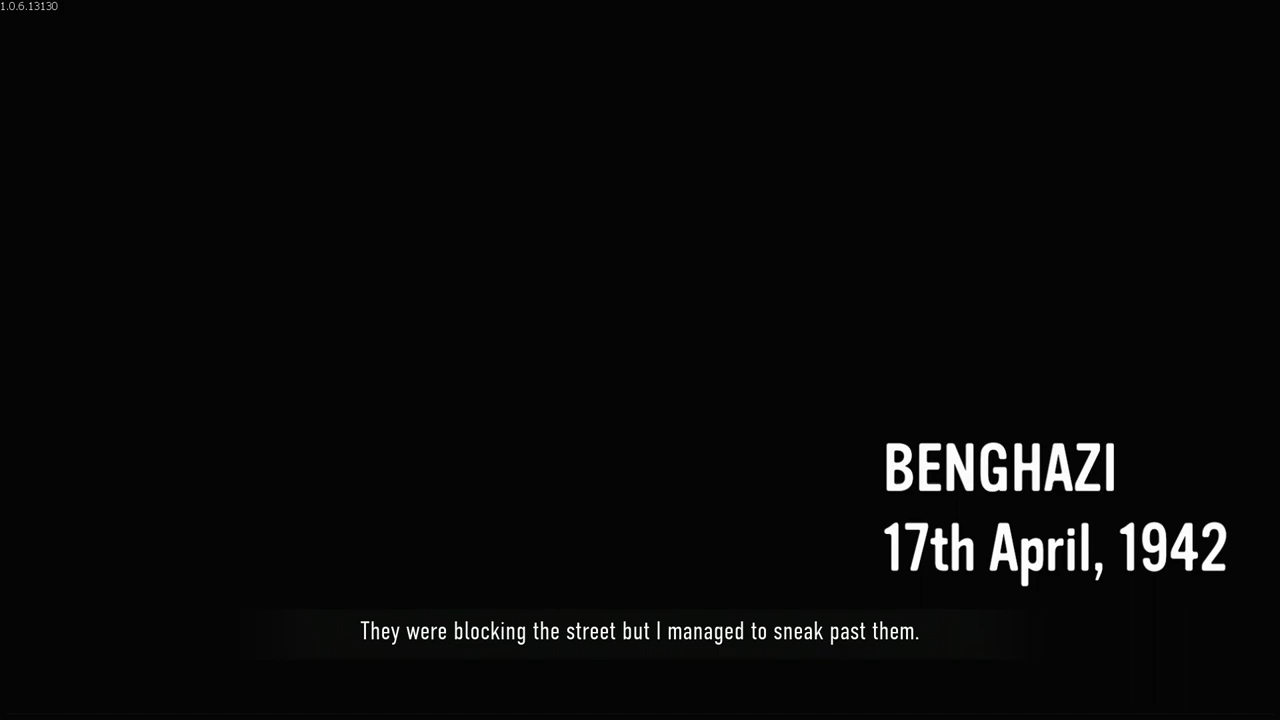 1.0.6.13130
BENGHAZI
17th April, 1942
They were blocking the street but I managed to sneak past them.